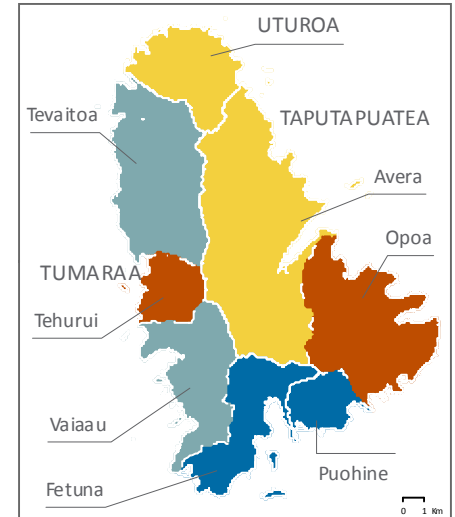 UTUROA
Tevaitoa
TAPUTAPUATEA
Avera
Opoa
TUMARAA
Tehurui
Vaiaau
Puohine
Fetuna
0 1 Km